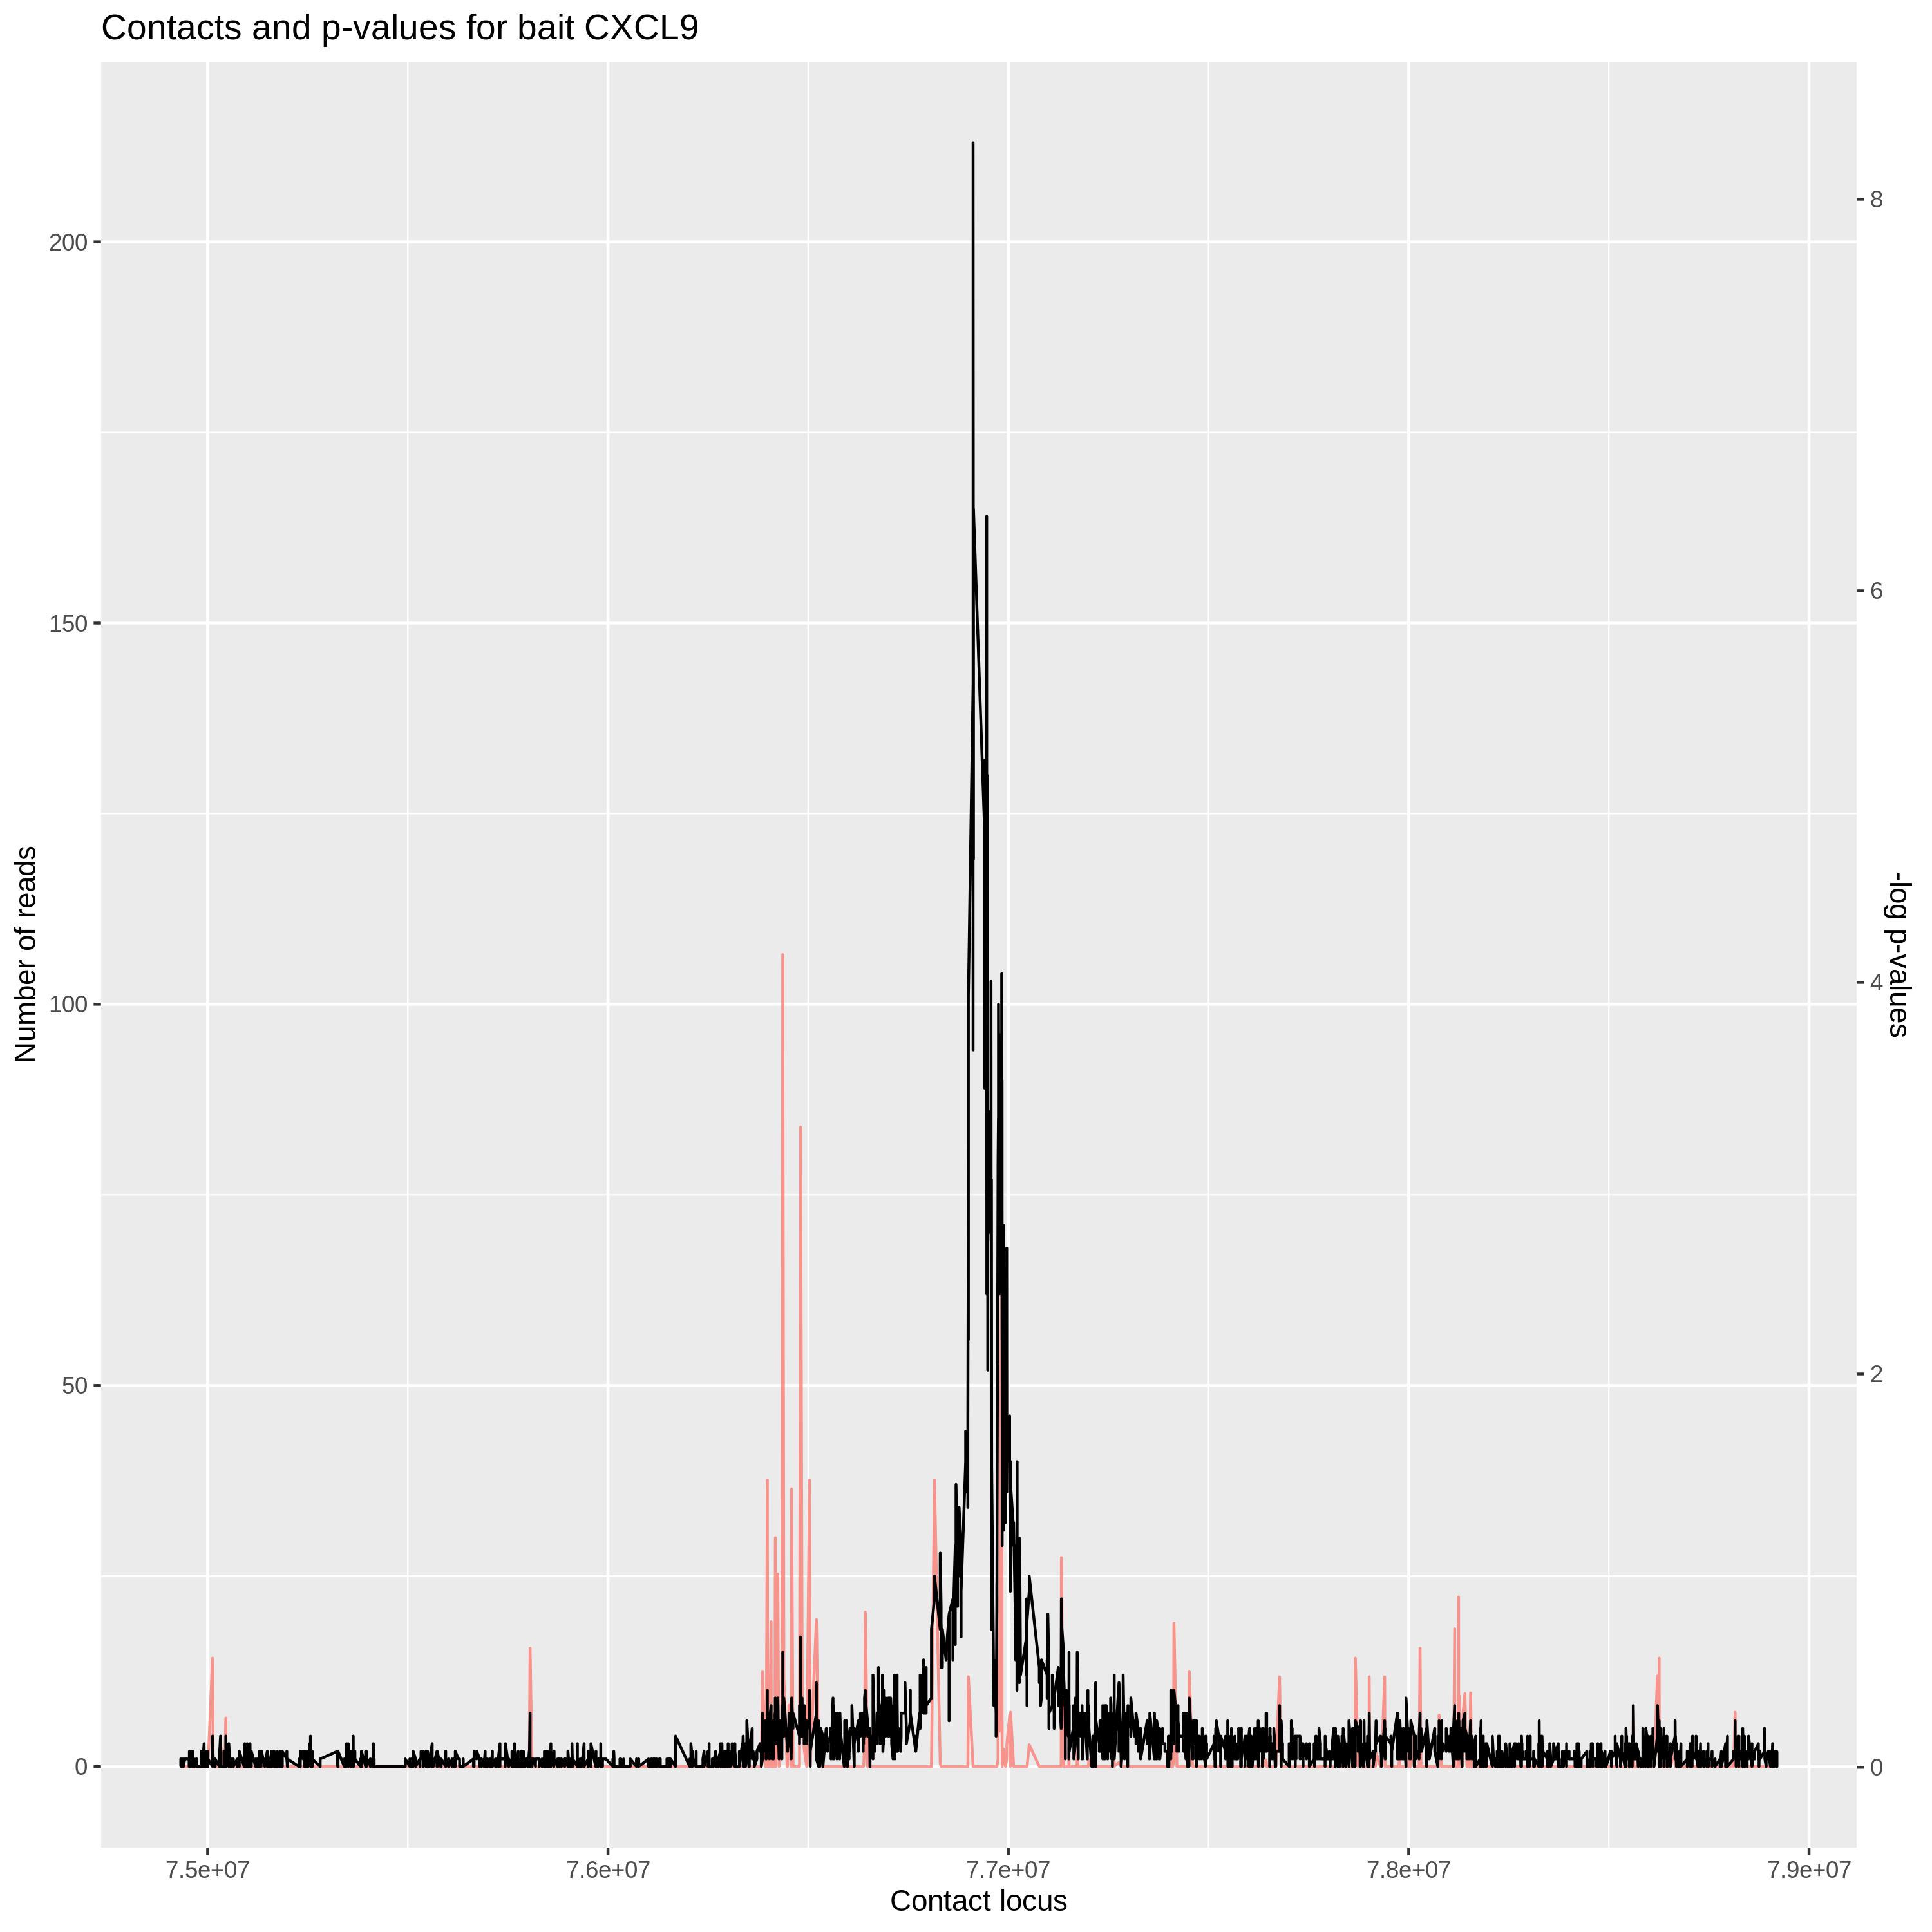 Contacts and p-values for bait CXCL9
200
150
100
50
0
Number of reads
8
6
4
2
0
-log p-values
7.5e+07
7.6e+07
7.7e+07
7.8e+07
7.9e+07
Contact locus